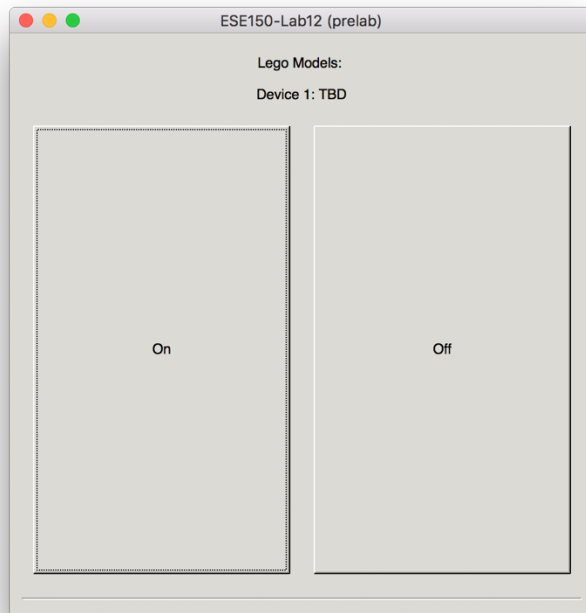 ESE150-Lab12 (prelab)
Lego Models:
Device 1: TBD
On
Off